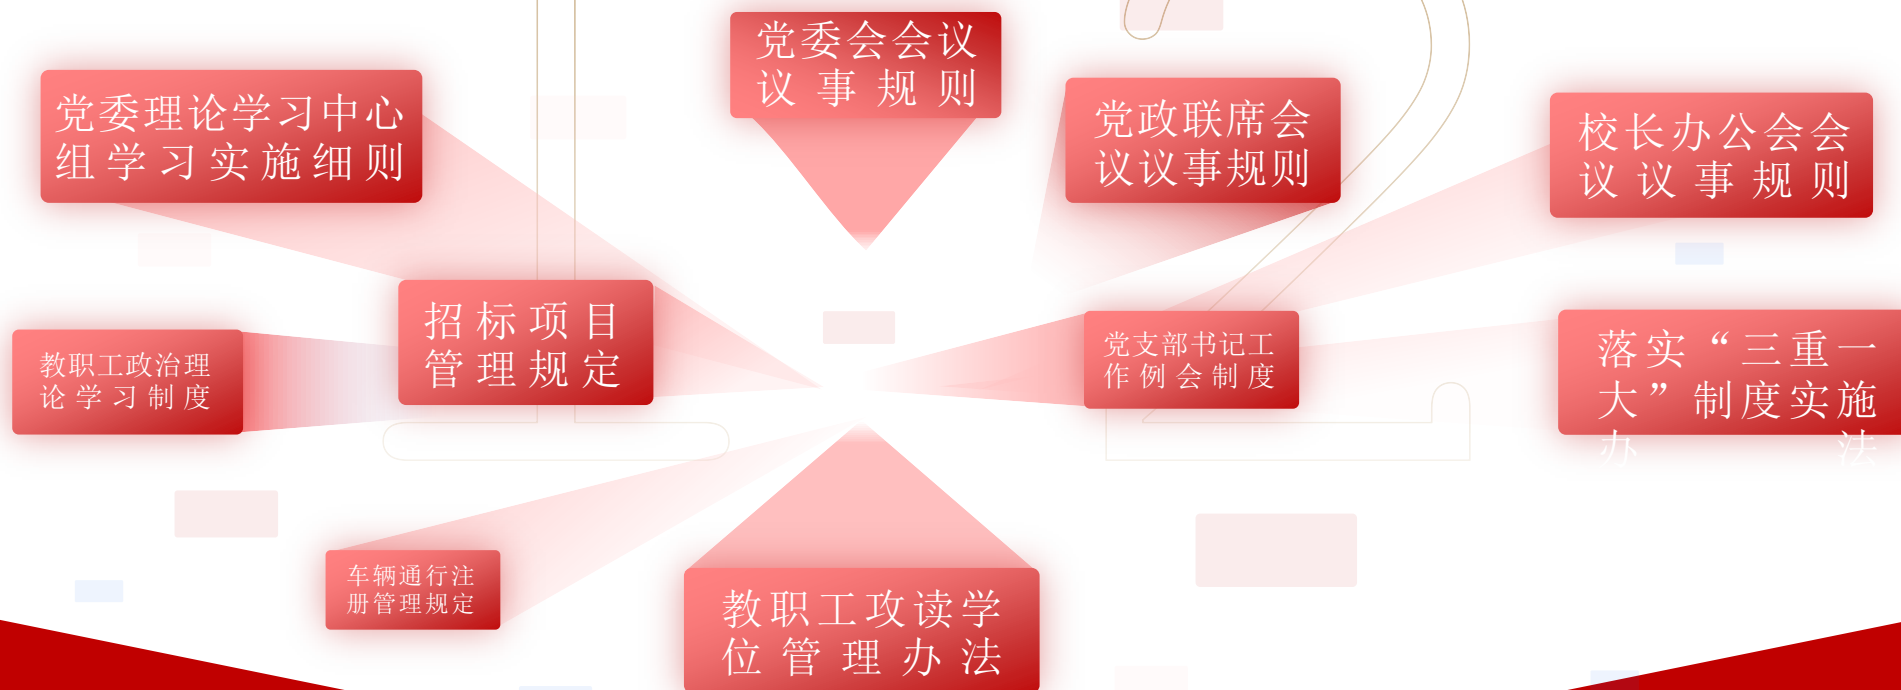 党委会会议
议事规则
党委理论学习中心
组学习实施细则
党政联席会
议议事规则
校长办公会会
议议事规则
招标项目
管理规定
教职工政治理
论学习制度
党支部书记工
作例会制度
落实“三重一
大”制度实施
办法
车辆通行注
册管理规定
教职工攻读学
位管理办法